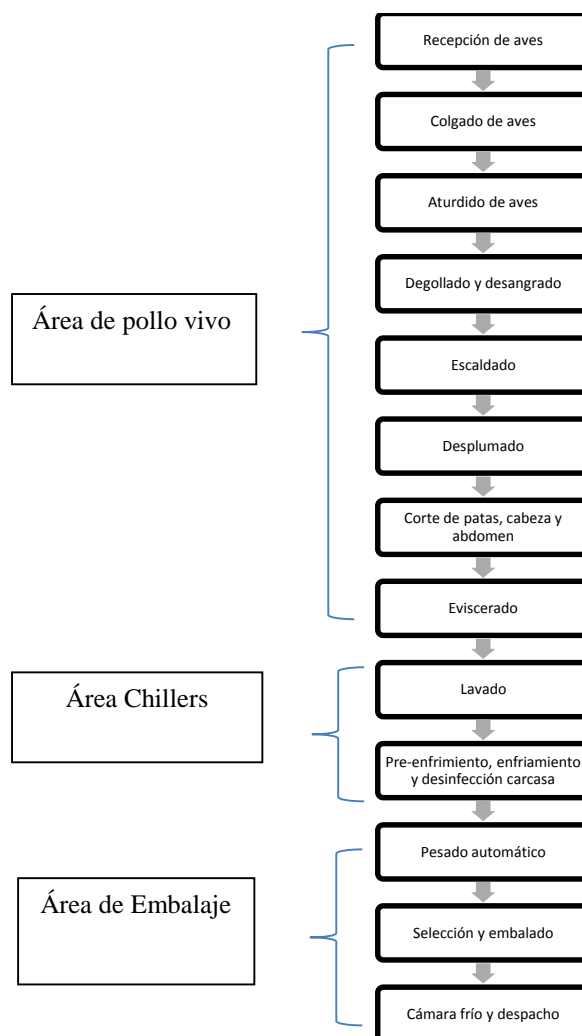 Recepción de aves
Colgado de aves
Aturdido de aves
Degollado y desangrado
Área de pollo vivo
Escaldado
Desplumado
Corte de patas, cabeza y
abdomen
Eviscerado
Área Chillers
Lavado
Pre-enfrimiento, enfriamiento
y desinfección carcasa
Pesado automático
Área de Embalaje
Selección y embalado
Cámara frío y despacho